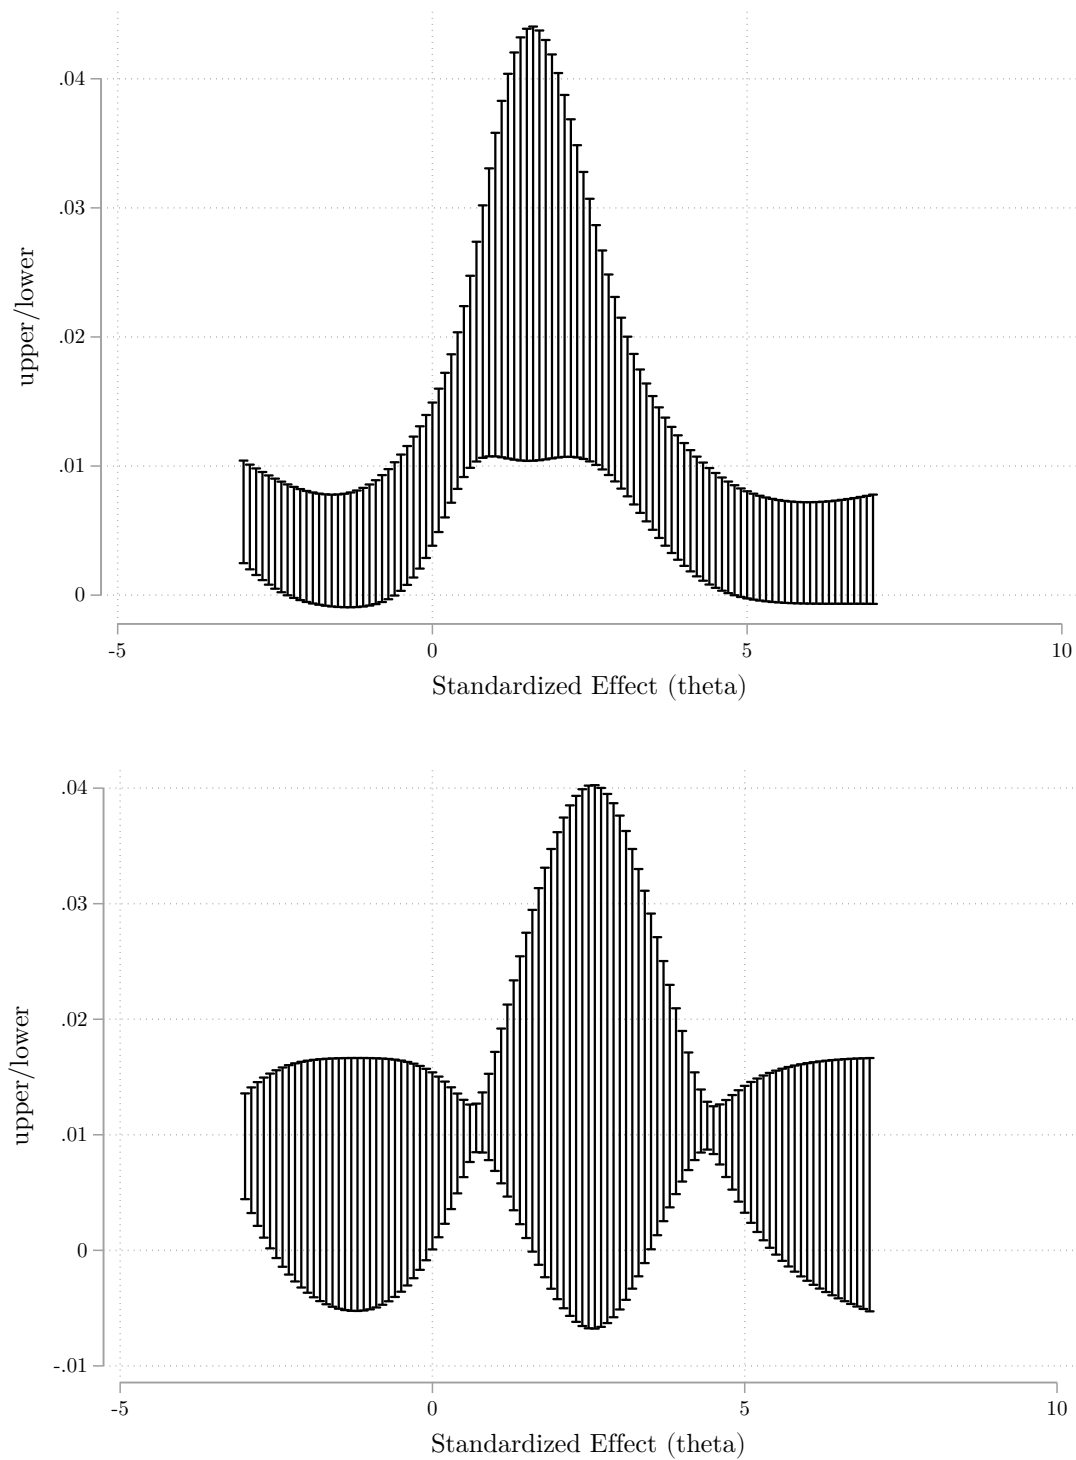 .04
.03
upper/lower
.02
.01
0
-5 0 5 10
Standardized Effect (theta)
.04
.03
.02
upper/lower
.01
0
-.01
-5 0 5 10
Standardized Effect (theta)